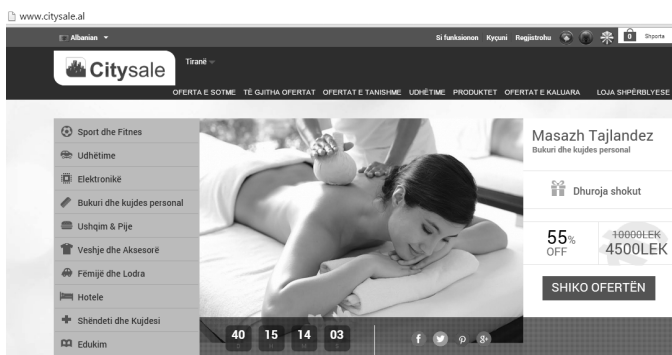 www.citysale.al
Albanian
Si funksionon Kyçuni Regjistrohu 0 Shporta
Citysale
Tiranë
OFERTA E SOTME TË GJITHA OFERTAT OFERTAT E TANISHME UDHËTIME PRODUKTET OFERTAT E KALUARA LOJA SHPËRBLYESE
Sport dhe Fitnes
Udhëtime
Elektronikë
Bukuri dhe kujdes personal
Ushqim & Pije
Veshje dhe Aksesorë
Fëmijë dhe Lodra
Hotele
Shëndeti dhe Kujdesi
Edukim
Masazh Tajlandez
Bukuri dhe kujdes personal
Dhuroja shokut
55% OFF
10000LEK
4500LEK
SHIKO OFERTËN
40 15 14 03